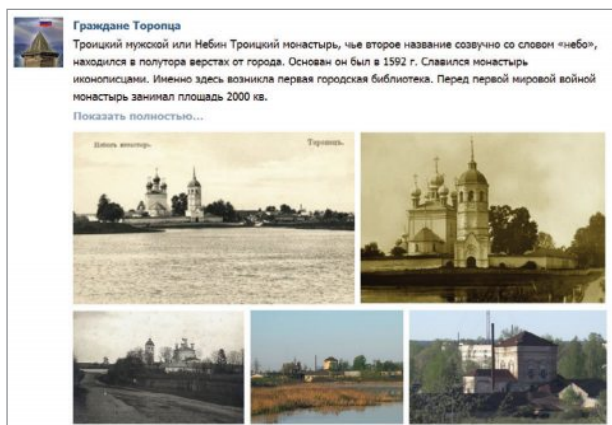 Граждане Торопца
Троицкий мужской или Небин Троицкий монастырь, чье второе название созвучно со словом «небо»,
находился в полутора верстах от города. Основан он был в 1592 г. Славился монастырь
иконописцами. Именно здесь возникла первая городская библиотека. Перед первой мировой войной
монастырь занимал площадь 2000 кв.
Показать полностью...
Торопецъ.